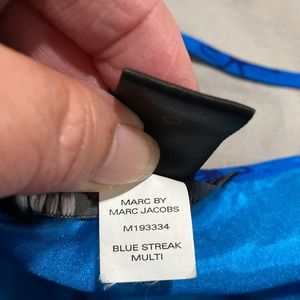 MARC BY
MARC JACOBS
M193334
BLUE STREAK
MULTI